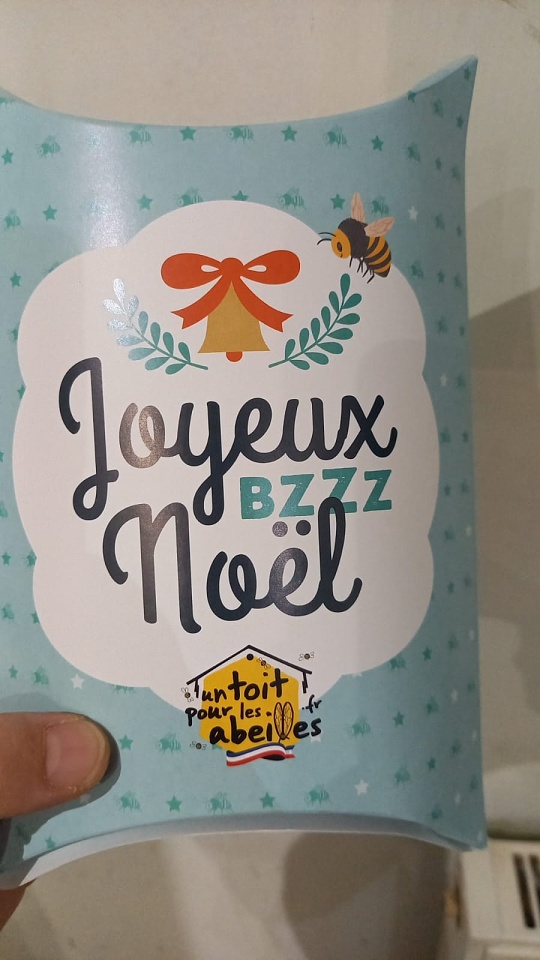 Joyeux
BZZZ
Noël
un toit
pour les .fr
abeilles